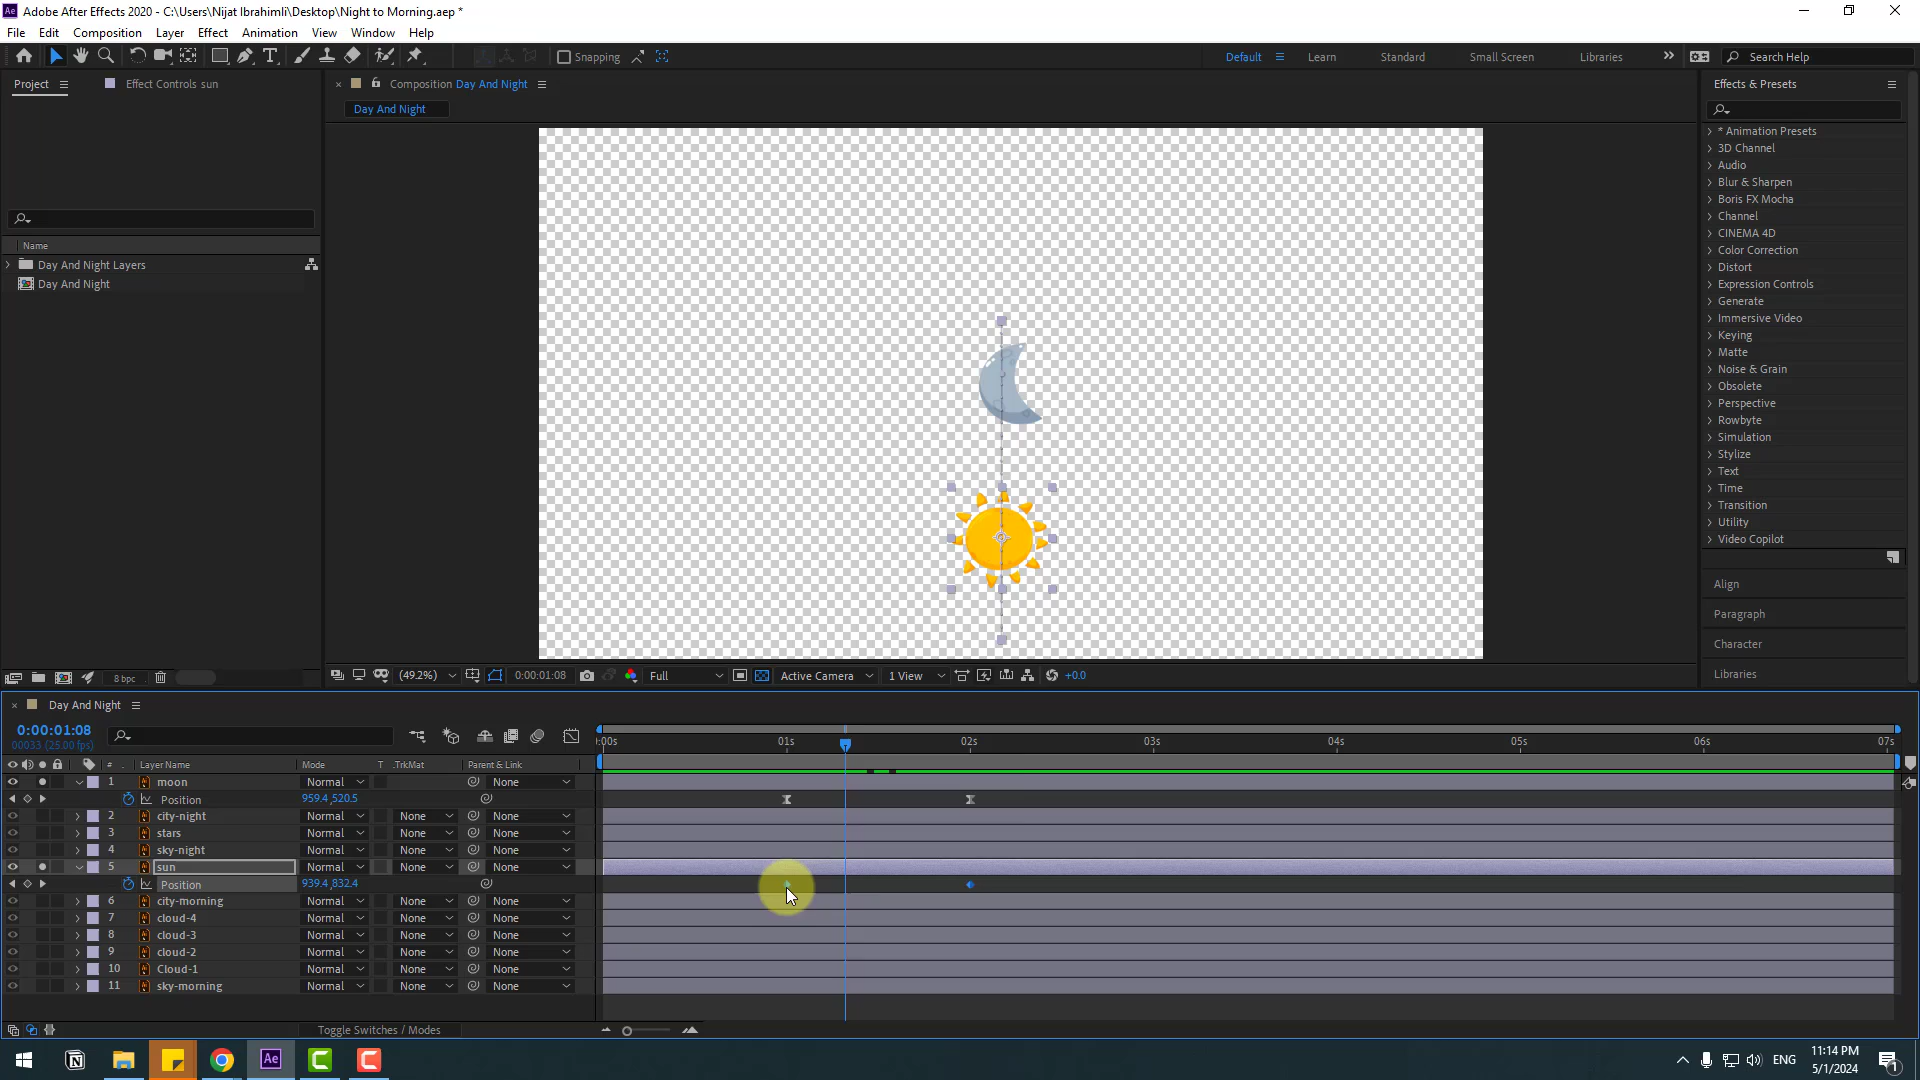 Adobe After Effects 2020 - C:\Users\Nijat Ibrahimli\Desktop\Night to Morning.aep *
File Edit Composition Layer Effect Animation View Window Help
Snapping Default Learn Standard Small Screen Libraries Search Help
Project Effect Controls sun Composition Day And Night Effects & Presets
Day And Night
* Animation Presets
3D Channel
Audio
Blur & Sharpen
Boris FX Mocha
Channel
CINEMA 4D
Color Correction
Distort
Expression Controls
Generate
Immersive Video
Keying
Matte
Noise & Grain
Obsolete
Perspective
Rowbyte
Simulation
Stylize
Text
Time
Transition
Utility
Video Copilot
Align
Paragraph
Character
Libraries
Name
Day And Night Layers
Day And Night
8 bpc (49.2%) 0:00:01:08 Full Active Camera 1 View +0.0
Day And Night
0:00:01:08
00033 (25.00 fps)
:00s 01s 02s 03s 04s 05s 06s 07s
# Layer Name Mode T .TrkMat Parent & Link
1 moon Normal None
Position 959.4,520.5
2 city-night Normal None None
3 stars Normal None None
4 sky-night Normal None None
5 sun Normal None None
Position 939.4,832.4
6 city-morning Normal None None
7 cloud-4 Normal None None
8 cloud-3 Normal None None
9 cloud-2 Normal None None
10 Cloud-1 Normal None None
11 sky-morning Normal None None
Toggle Switches / Modes
ENG 11:14 PM
5/1/2024
1